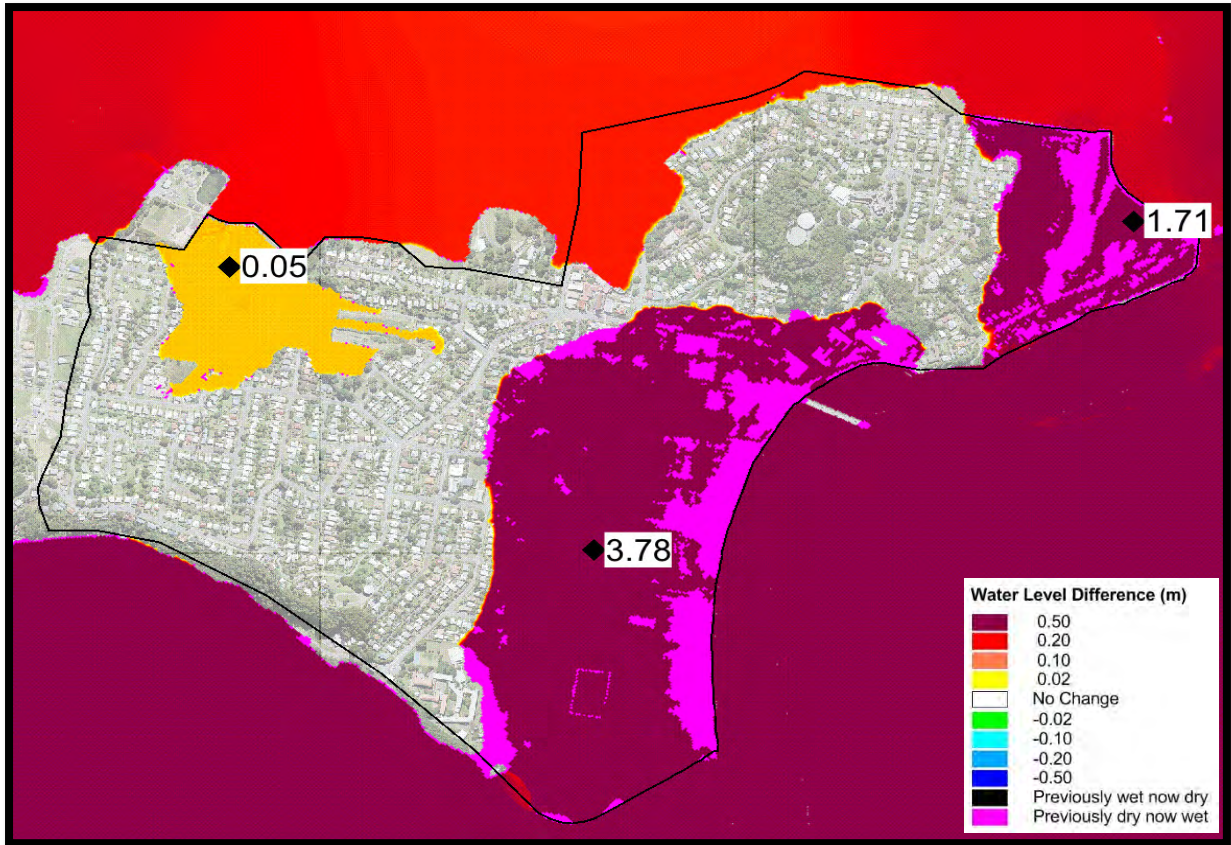 1.71
0.05
3.78
Water Level Difference (m)
0.50
0.20
0.10
0.02
No Change
-0.02
-0.10
-0.20
-0.50
Previously wet now dry
Previously dry now wet